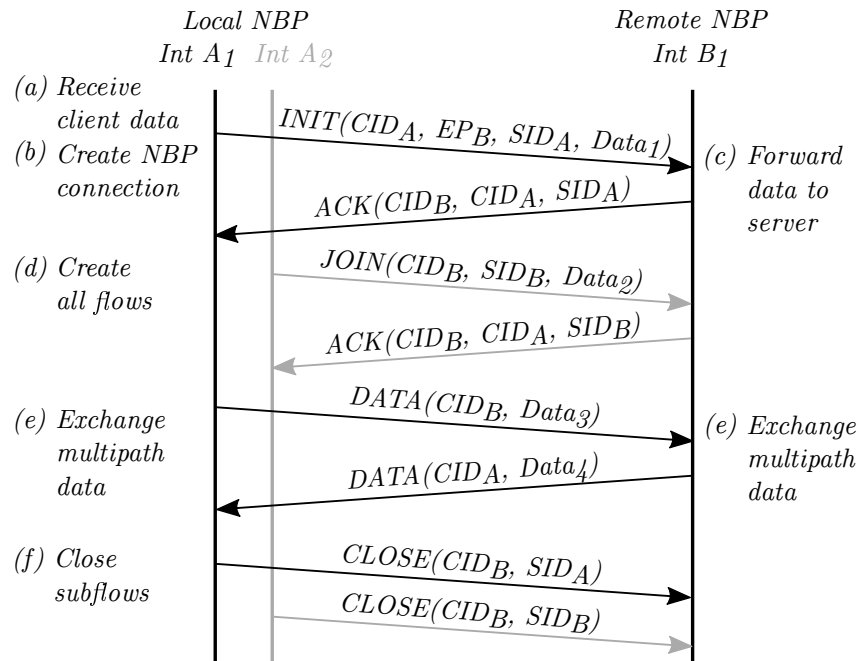 Local NBP
Remote NBP
Int A1
Int A2
Int B1
(a) Receive
client data
INIT(CIDA, EPB, SIDA, Data1)
(b) Create NBP
connection
(c) Forward
data to
server
ACK(CIDB, CIDA, SIDA)
(d) Create
all flows
JOIN(CIDB, SIDB, Data2)
ACK(CIDB, CIDA, SIDB)
(e) Exchange
multipath
data
DATA(CIDB, Data3)
(e) Exchange
multipath
data
DATA(CIDA, Data4)
(f) Close
subflows
CLOSE(CIDB, SIDA)
CLOSE(CIDB, SIDB)